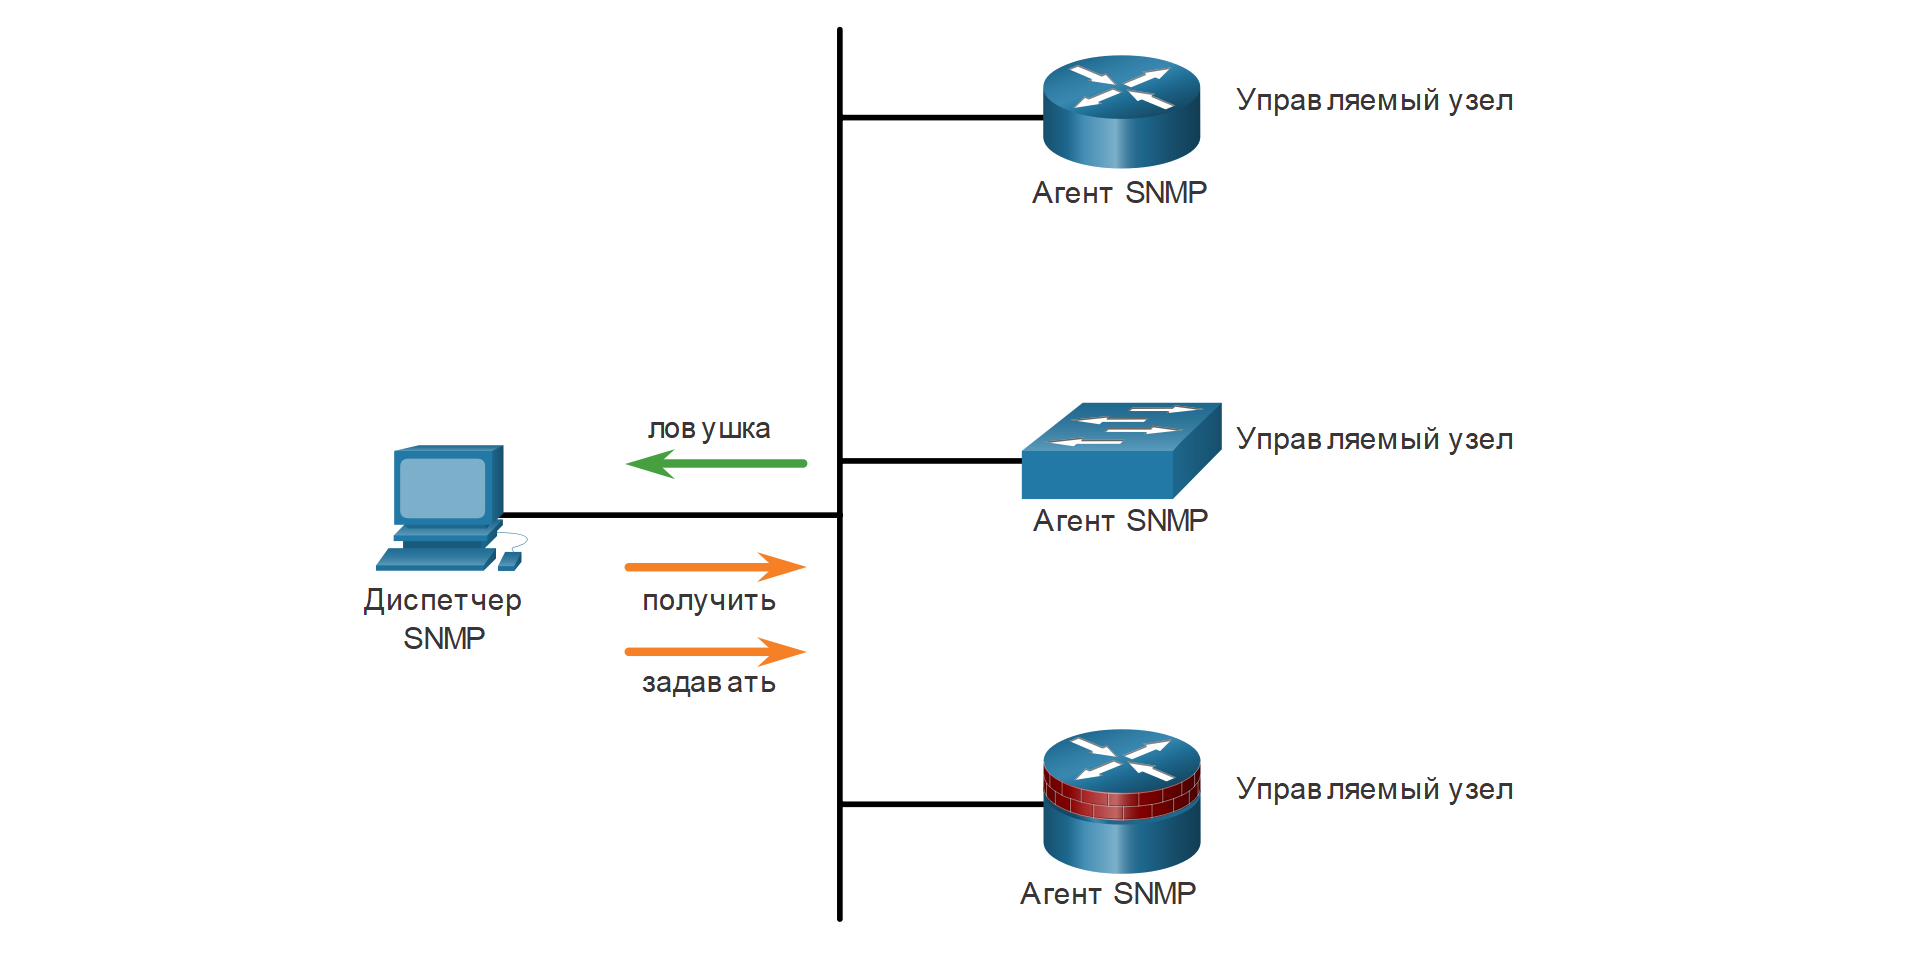 Управляемый узел
Агент SNMP
ловушка
Управляемый узел
Агент SNMP
Диспетчер
SNMP
получить
задавать
Управляемый узел
Агент SNMP